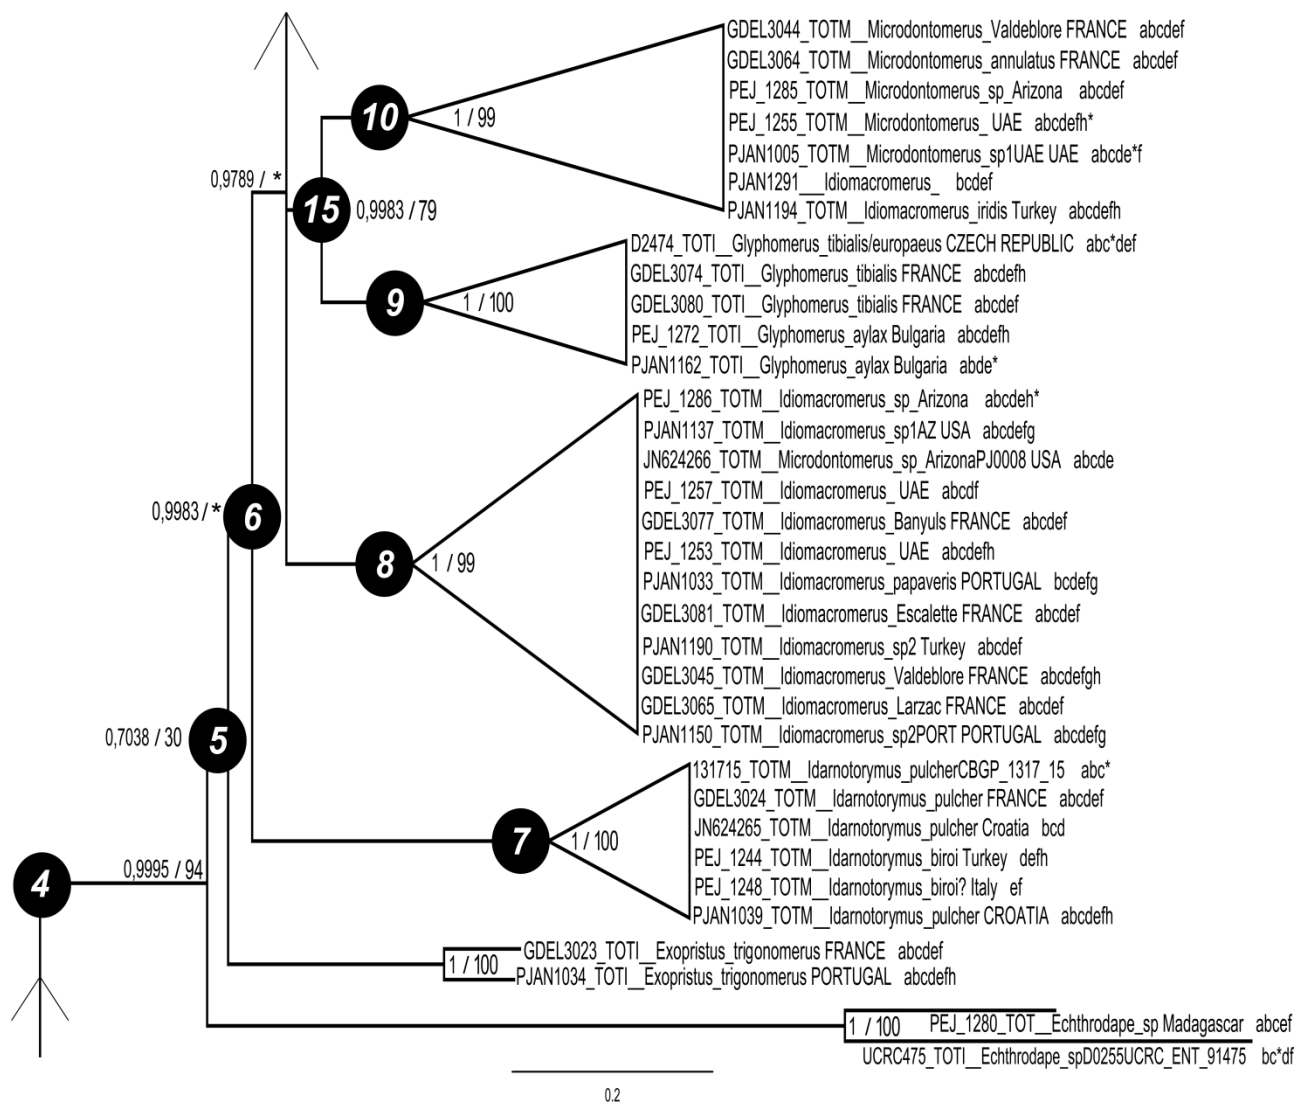 GDEL3044_TOTM__Microdontomerus_Valdeblore FRANCE abcdef
GDEL3064_TOTM__Microdontomerus_annulatus FRANCE abcdef
PEJ_1285_TOTM__Microdontomerus_sp_Arizona abcdef
10
1 / 99
PEJ_1255_TOTM__Microdontomerus_ UAE abcdefh*
PJAN1005_TOTM__Microdontomerus_sp1UAE UAE abcde*f
0,9789 / *
PJAN1291___Idiomacromerus_ bcdef
15
0,9983 / 79
PJAN1194_TOTM__Idiomacromerus_iridis Turkey abcdefh
D2474_TOTI__Glyphomerus_tibialis/europaeus CZECH REPUBLIC abc*def
GDEL3074_TOTI__Glyphomerus_tibialis FRANCE abcdefh
9
1 / 100
GDEL3080_TOTI__Glyphomerus_tibialis FRANCE abcdef
PEJ_1272_TOTI__Glyphomerus_aylax Bulgaria abcdefh
PJAN1162_TOTI__Glyphomerus_aylax Bulgaria abde*
PEJ_1286_TOTM__Idiomacromerus_sp_Arizona abcdeh*
PJAN1137_TOTM__Idiomacromerus_sp1AZ USA abcdefg
JN624266_TOTM__Microdontomerus_sp_ArizonaPJ0008 USA abcde
PEJ_1257_TOTM__Idiomacromerus_ UAE abcdf
0,9983 / *
6
GDEL3077_TOTM__Idiomacromerus_Banyuls FRANCE abcdef
PEJ_1253_TOTM__Idiomacromerus_ UAE abcdefh
8
1 / 99
PJAN1033_TOTM__Idiomacromerus_papaveris PORTUGAL bcdefg
GDEL3081_TOTM__Idiomacromerus_Escalette FRANCE abcdef
PJAN1190_TOTM__Idiomacromerus_sp2 Turkey abcdef
GDEL3045_TOTM__Idiomacromerus_Valdeblore FRANCE abcdefgh
GDEL3065_TOTM__Idiomacromerus_Larzac FRANCE abcdef
PJAN1150_TOTM__Idiomacromerus_sp2PORT PORTUGAL abcdefg
0,7038 / 30
5
131715_TOTM__Idarnotorymus_pulcherCBGP_1317_15 abc*
GDEL3024_TOTM__Idarnotorymus_pulcher FRANCE abcdef
JN624265_TOTM__Idarnotorymus_pulcher Croatia bcd
7
1 / 100
PEJ_1244_TOTM__Idarnotorymus_biroi Turkey defh
PEJ_1248_TOTM__Idarnotorymus_biroi? Italy ef
4
0,9995 / 94
PJAN1039_TOTM__Idarnotorymus_pulcher CROATIA abcdefh
GDEL3023_TOTI__Exopristus_trigonomerus FRANCE abcdef
1 / 100
PJAN1034_TOTI__Exopristus_trigonomerus PORTUGAL abcdefh
1 / 100
PEJ_1280_TOT__Echthrodape_sp Madagascar abcef
UCRC475_TOTI__Echthrodape_spD0255UCRC_ENT_91475 bc*df
0.2